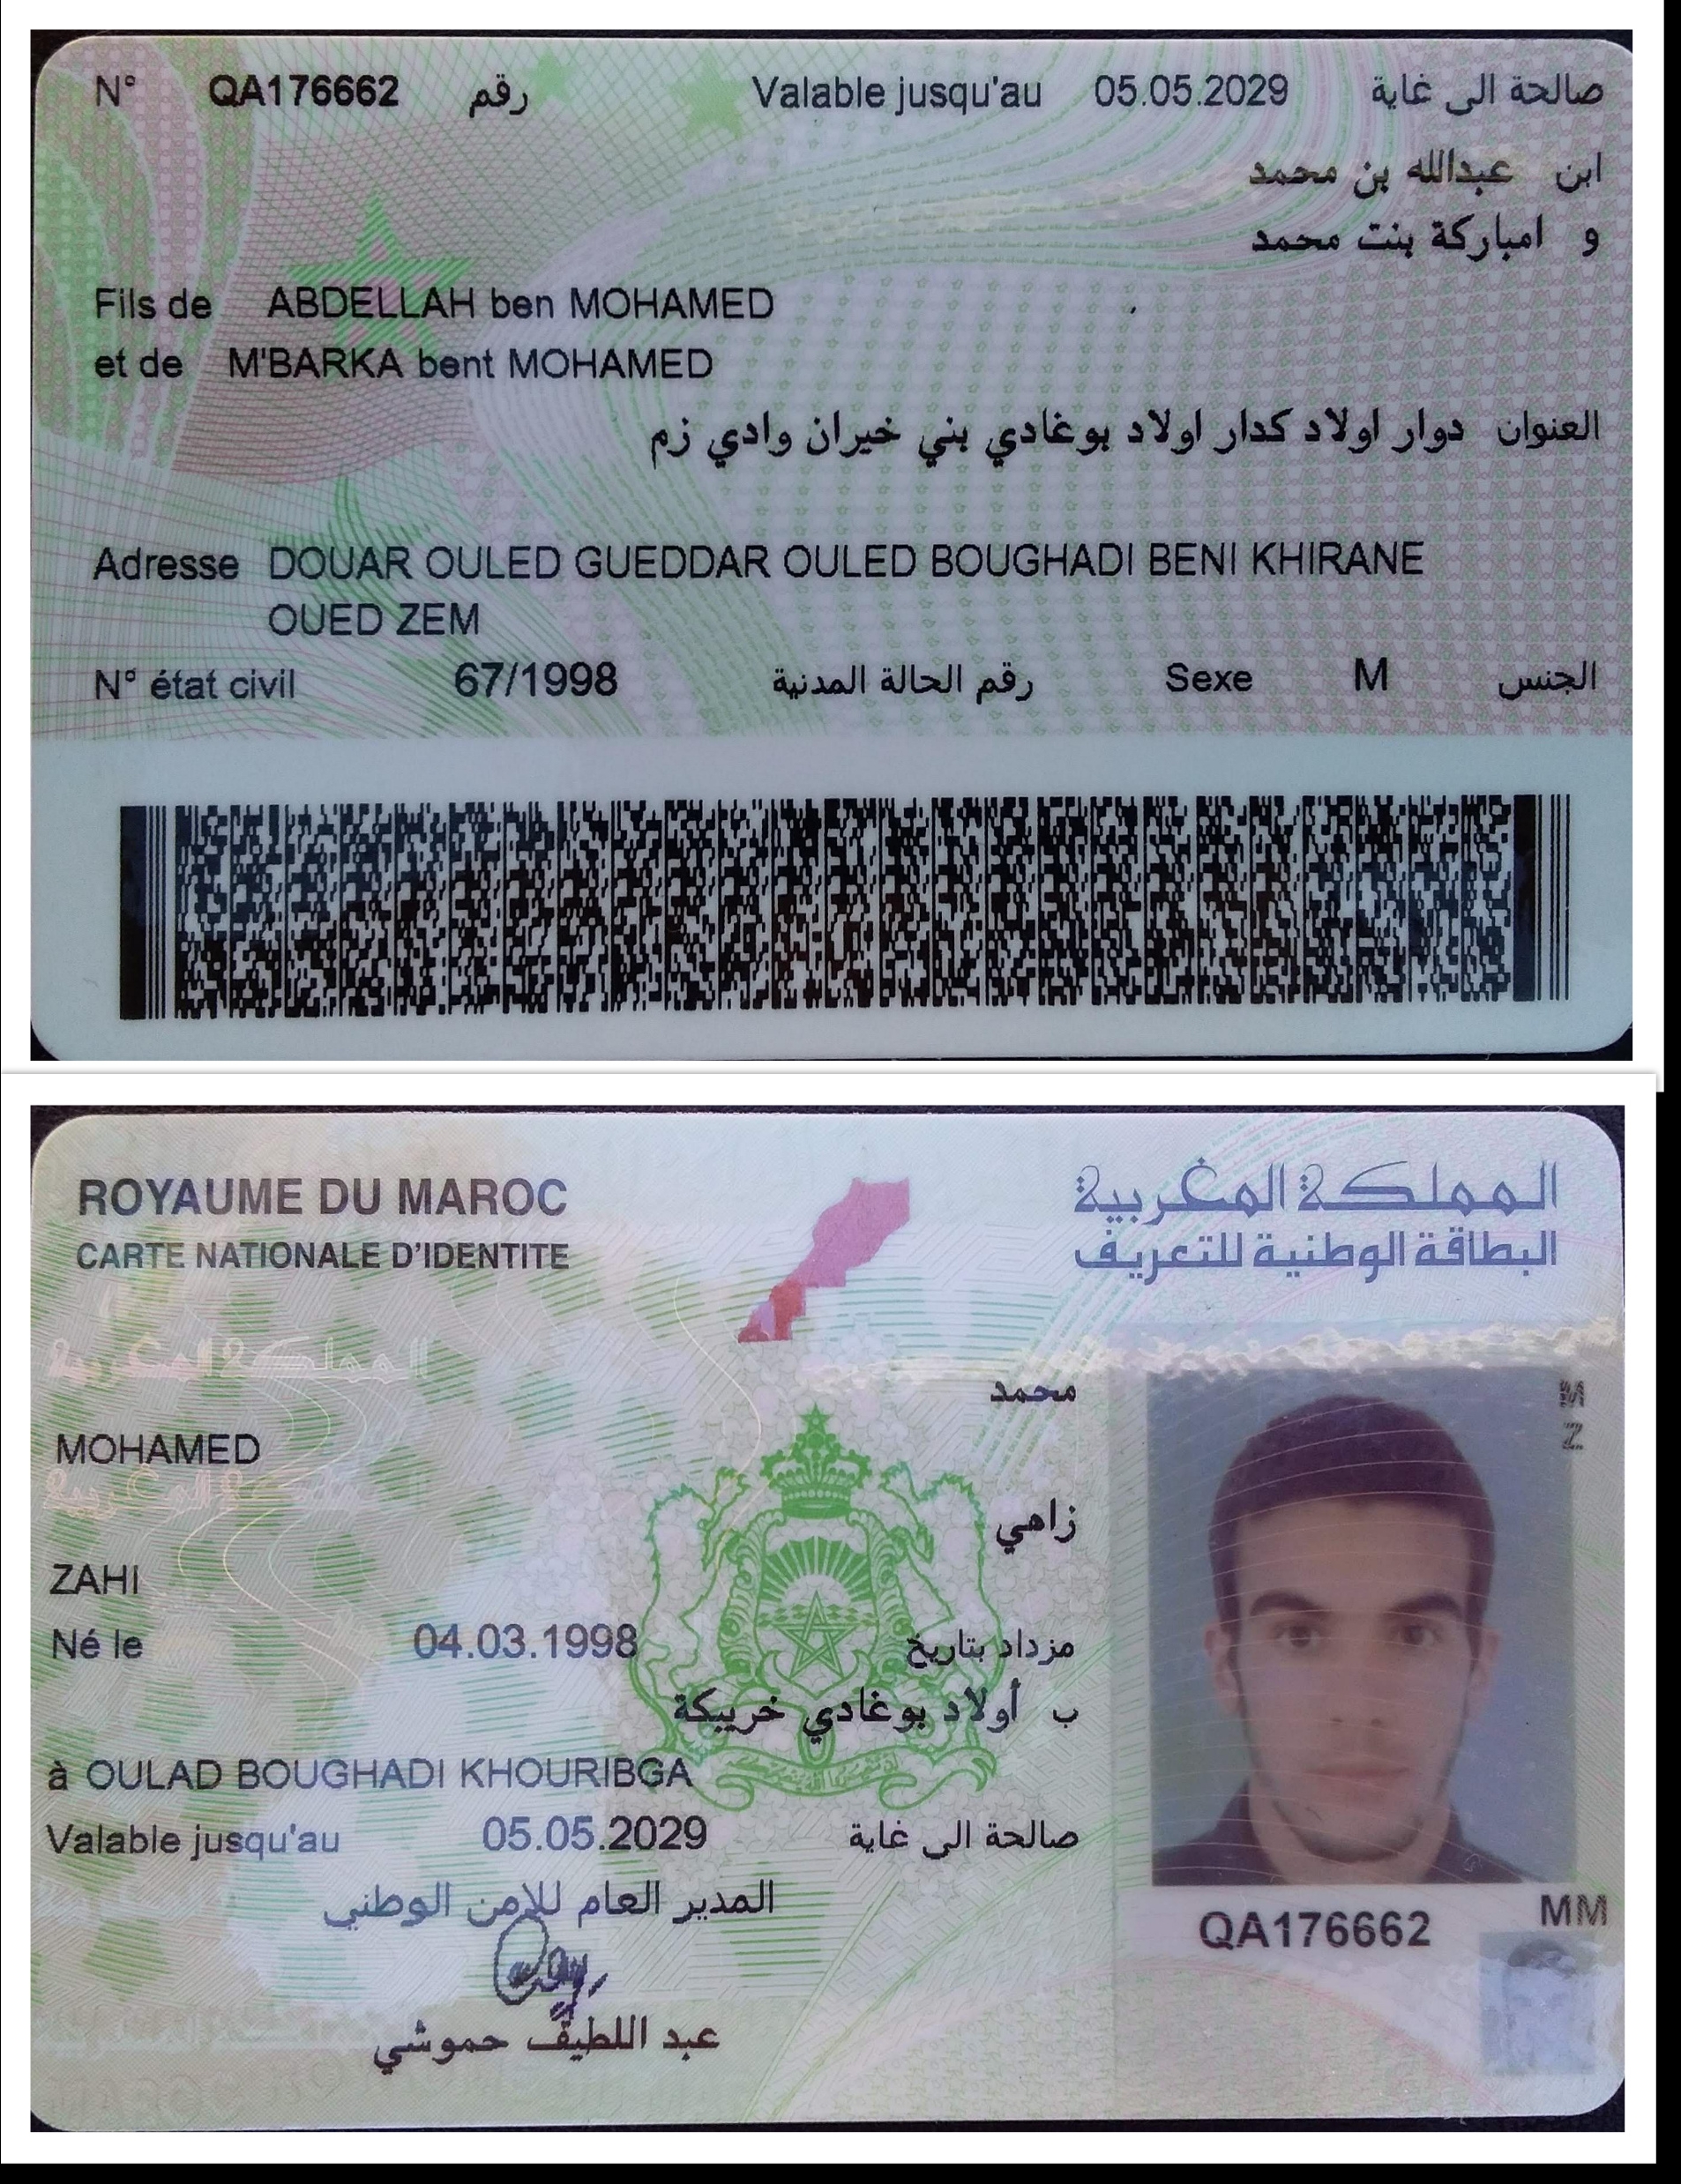 N° QA176662 رقم Valable jusqu'au 05.05.2029 صالحة الى غاية
ابن عبدالله بن محمد
و امباركة بنت محمد
Fils de ABDELLAH ben MOHAMED
et de M'BARKA bent MOHAMED
العنوان دوار اولاد كدار اولاد بوغادي بني خيران وادي زم
Adresse DOUAR OULED GUEDDAR OULED BOUGHADI BENI KHIRANE
OUED ZEM
N° état civil 67/1998 رقم الحالة المدنية Sexe M الجنس
ROYAUME DU MAROC المملكة المغربية
CARTE NATIONALE D'IDENTITE البطاقة الوطنية للتعريف
المملكة المغربية
محمد
M
Z
MOHAMED
المملكة المغربية
زاهي
ZAHI
Né le 04.03.1998 مزداد بتاريخ
ب أولاد بوغادي خريبكة
à OULAD BOUGHADI KHOURIBGA
Valable jusqu'au 05.05.2029 صالحة الى غاية
المدير العام للامن الوطني
MM
QA176662
عبد اللطيف حموشي